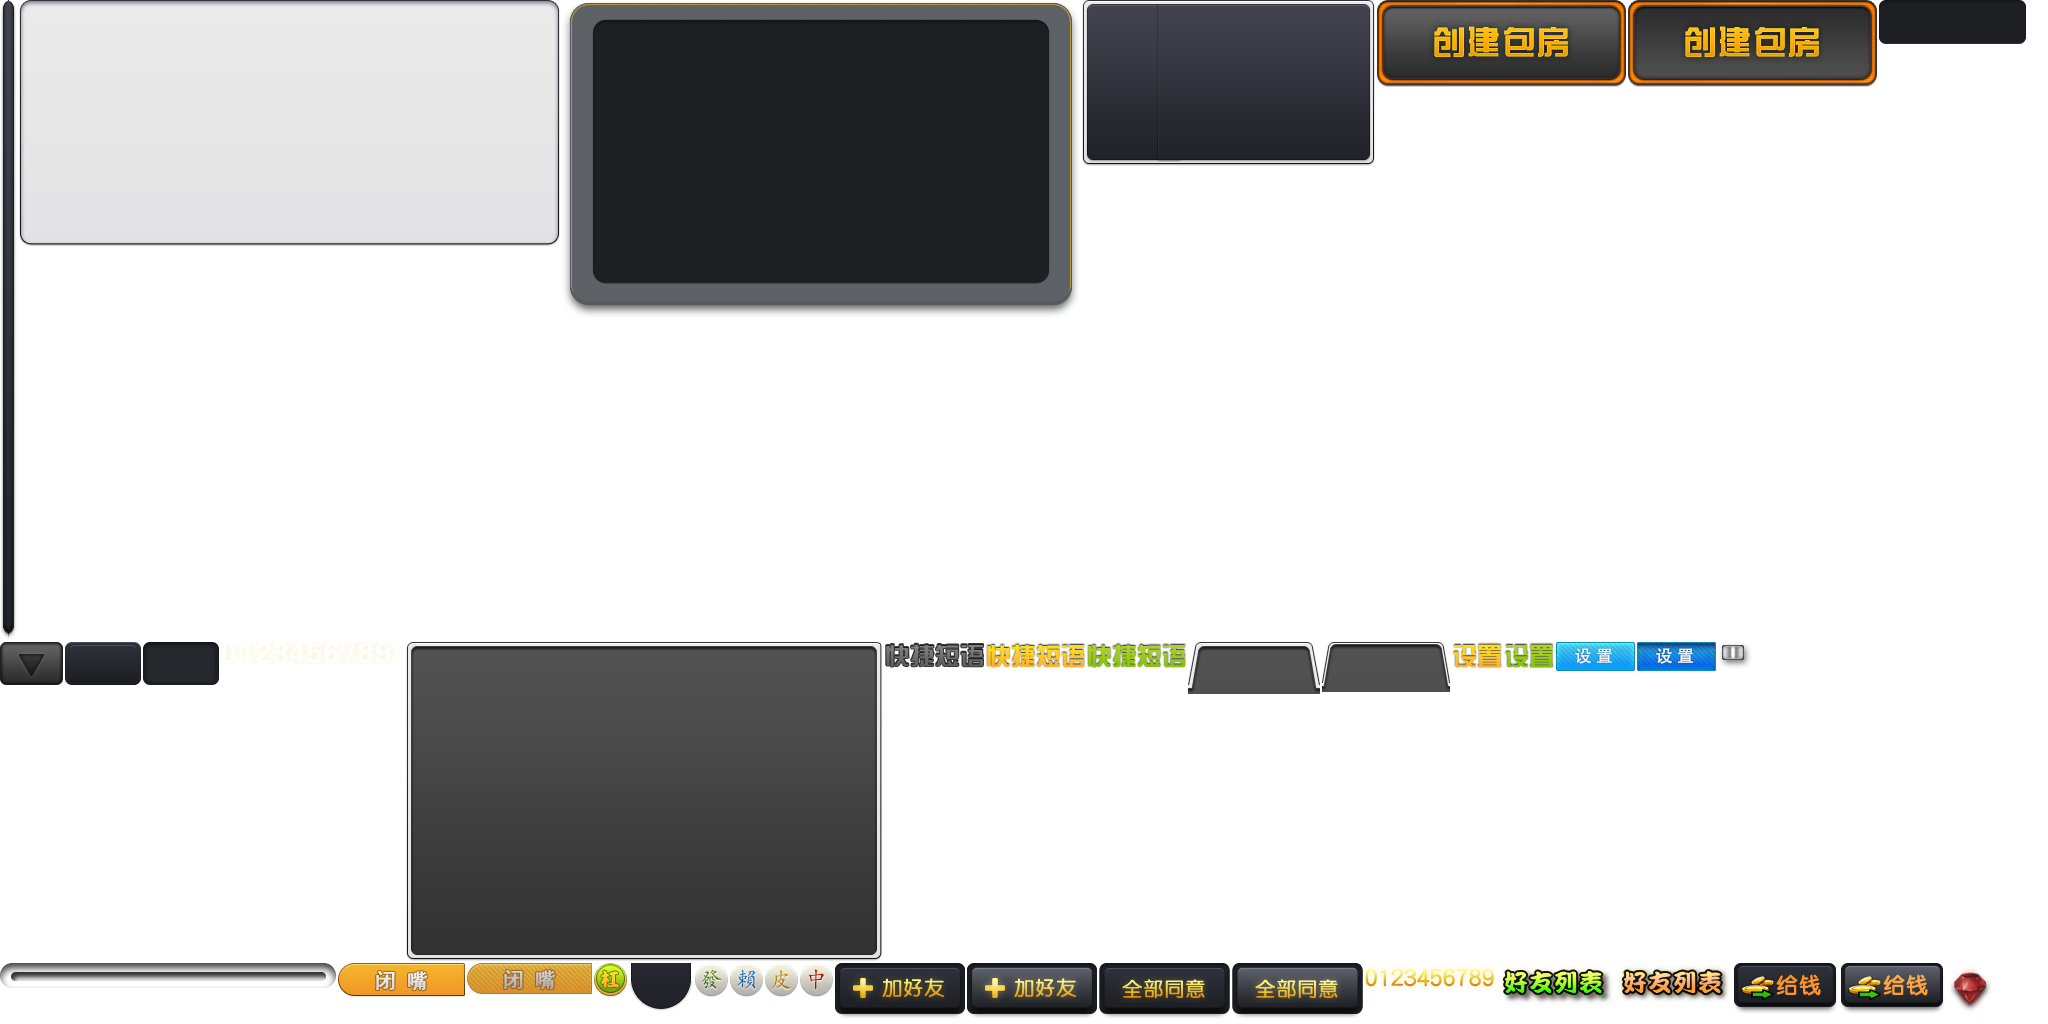 创建包房
创建包房
0123456789
快捷短语
快捷短语
快捷短语
设置
设置
设置
设置
闭嘴
闭嘴
杠
發
賴
皮
中
加好友
加好友
全部同意
全部同意
0123456789
好友列表
好友列表
给钱
给钱